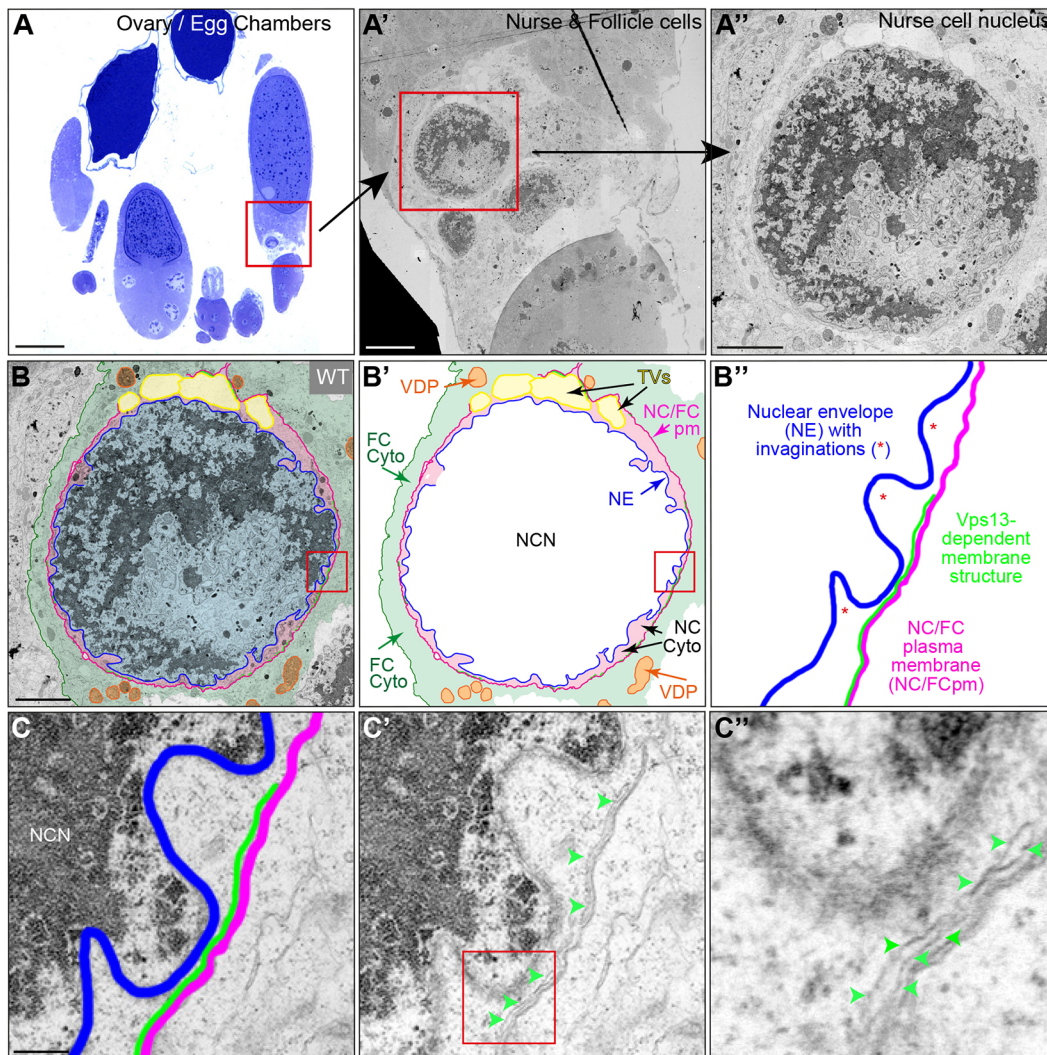 A
Ovary / Egg Chambers
A'
Nurse & Follicle cells
A''
Nurse cell nucleus
B
WT
FC
Cyto
FC
Cyto
B'
VDP
TVs
NC/FC
pm
NE
NCN
NC
Cyto
VDP
B''
Nuclear envelope
(NE) with
invaginations (*)
*
*
*
Vps13-
dependent
membrane
structure
NC/FC
plasma
membrane
(NC/FCpm)
C
NCN
C'
C''